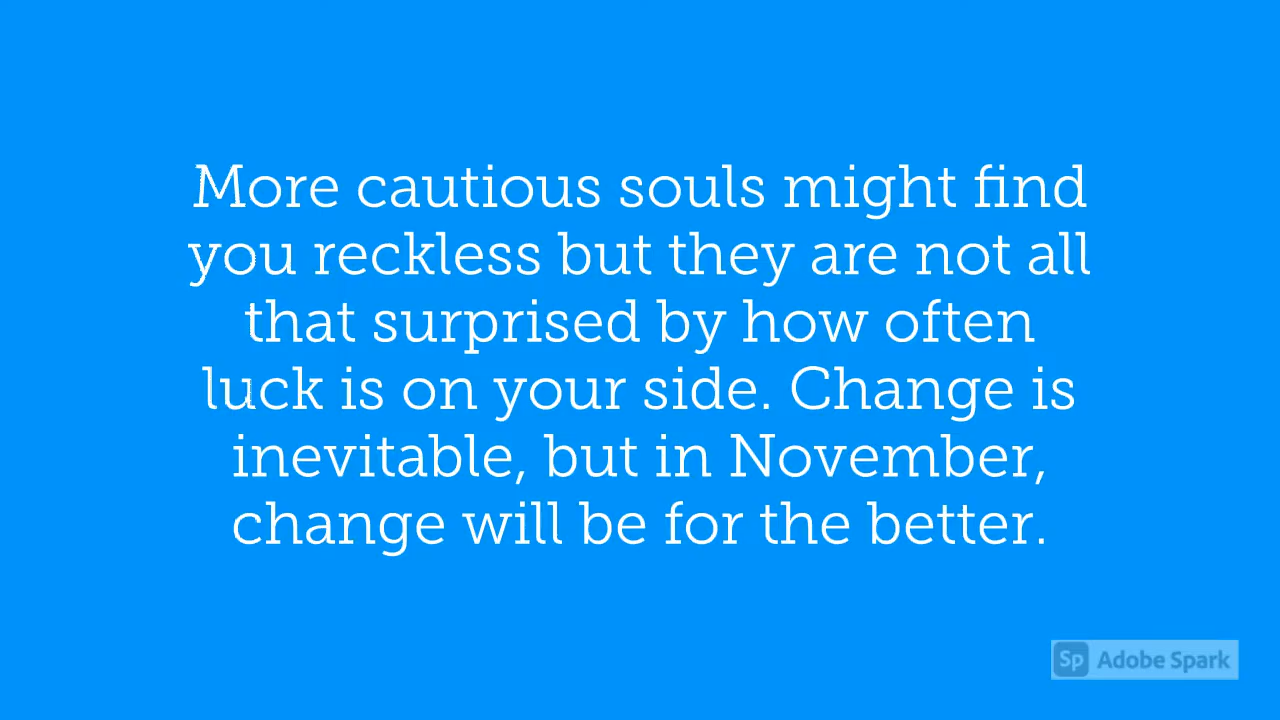 More cautious souls might find
you reckless but they are not all
that surprised by how often
luck is on your side. Change is
inevitable, but in November,
change will be for the better.
Sp Adobe Spark